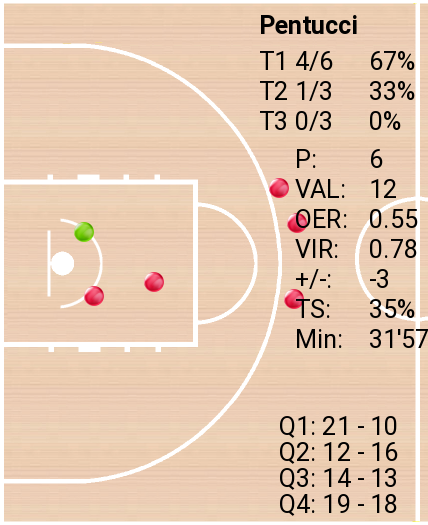 Pentucci
T1 4/6 67%
T2 1/3 33%
T3 0/3 0%
P: 6
VAL: 12
OER: 0.55
VIR: 0.78
+/-: -3
TS: 35%
Min: 31'57
Q1: 21 - 10
Q2: 12 - 16
Q3: 14 - 13
Q4: 19 - 18